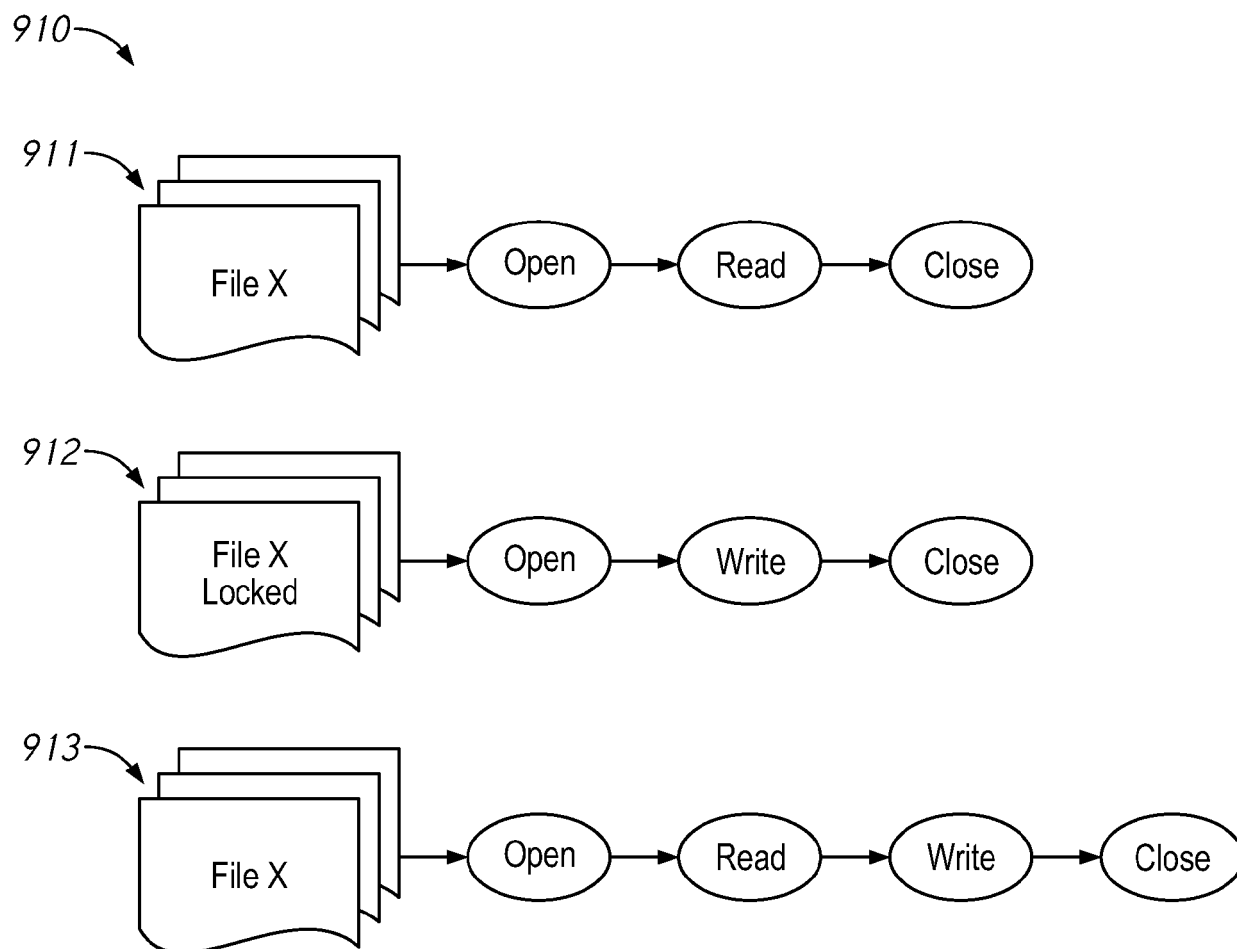 910
911
File X
Open
Read
Close
912
File X
Locked
Open
Write
Close
913
File X
Open
Read
Write
Close